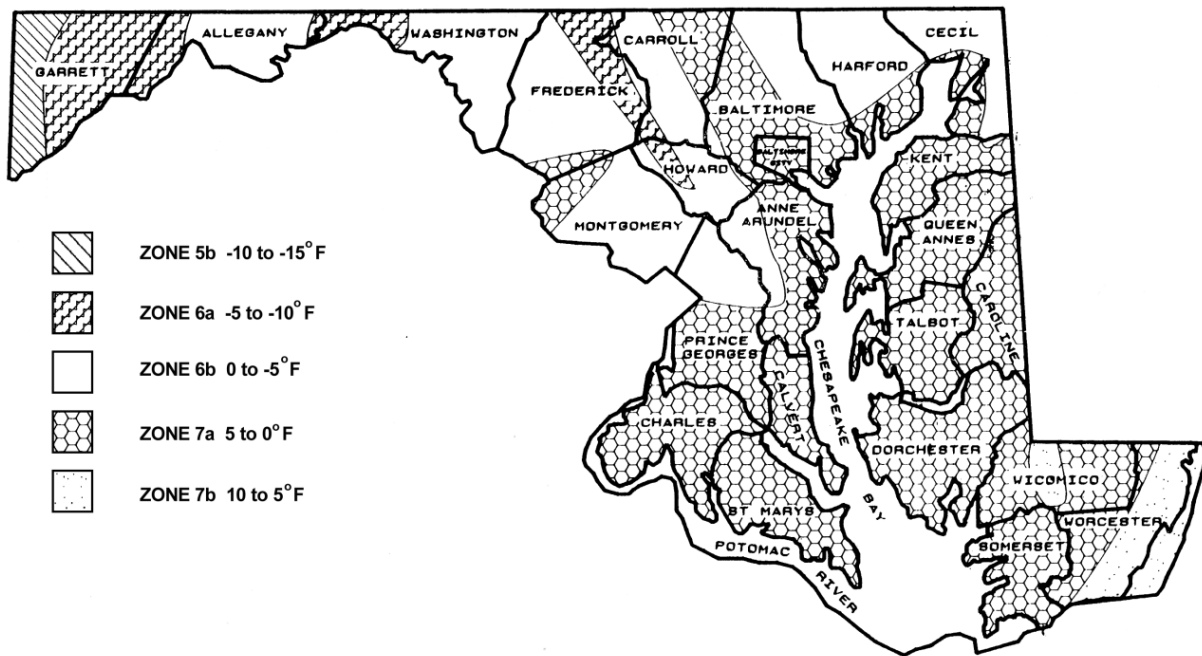 ALLEGANY
WASHINGTON
CARROLL
CECIL
GARRETT
HARFORD
FREDERICK
BALTIMORE
BALTIMORE
CITY
KENT
HOWARD
ANNE
ARUNDEL
MONTGOMERY
QUEEN
ANNES
ZONE 5b -10 to -15°F
ZONE 6a -5 to -10°F
ZONE 6b 0 to -5°F
ZONE 7a 5 to 0°F
ZONE 7b 10 to 5°F
CAROLINE
TALBOT
PRINCE
GEORGES
CHESAPEAKE
BAY
CALVERT
CHARLES
DORCHESTER
WICOMICO
ST MARYS
WORCESTER
POTOMAC
RIVER
SOMERSET